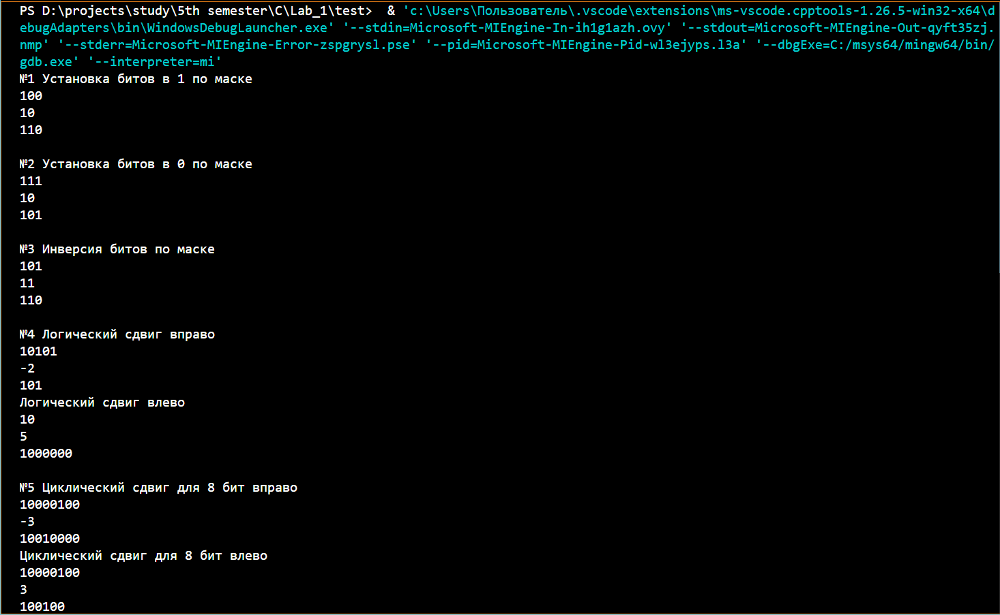 PS D:\projects\study\5th semester\C\Lab_1\test>  & 'c:\Users\Пользователь\.vscode\extensions\ms-vscode.cpptools-1.26.5-win32-x64\d
ebugAdapters\bin\WindowsDebugLauncher.exe' '--stdin=Microsoft-MIEngine-In-ih1g1azh.ovy' '--stdout=Microsoft-MIEngine-Out-qyft35zj.
nmp' '--stderr=Microsoft-MIEngine-Error-zspgrysl.pse' '--pid=Microsoft-MIEngine-Pid-wl3ejyps.l3a' '--dbgExe=C:/msys64/mingw64/bin/
gdb.exe' '--interpreter=mi'
№1 Установка битов в 1 по маске
100
10
110
№2 Установка битов в 0 по маске
111
10
101
№3 Инверсия битов по маске
101
11
110
№4 Логический сдвиг вправо
10101
-2
101
Логический сдвиг влево
10
5
1000000
№5 Циклический сдвиг для 8 бит вправо
10000100
-3
10010000
Циклический сдвиг для 8 бит влево
10000100
3
100100